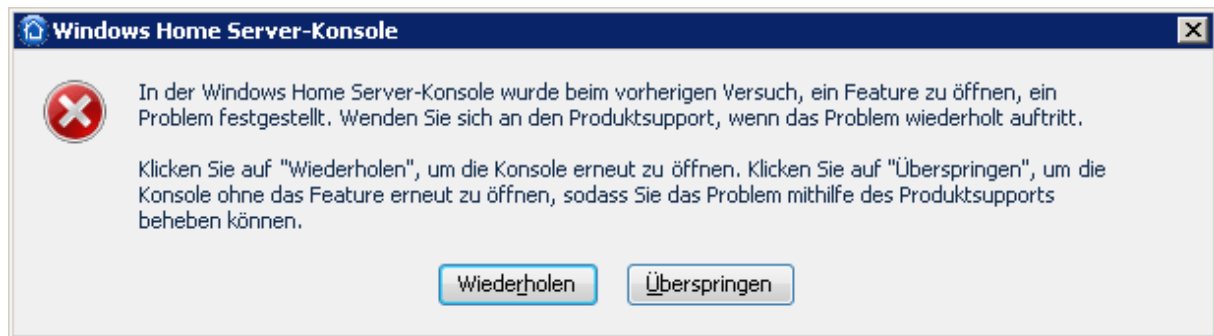 Windows Home Server-Konsole
In der Windows Home Server-Konsole wurde beim vorherigen Versuch, ein Feature zu öffnen, ein
Problem festgestellt. Wenden Sie sich an den Produktsupport, wenn das Problem wiederholt auftritt.
Klicken Sie auf "Wiederholen", um die Konsole erneut zu öffnen. Klicken Sie auf "Überspringen", um die
Konsole ohne das Feature erneut zu öffnen, sodass Sie das Problem mithilfe des Produktsupports
beheben können.
Wiederholen
Überspringen